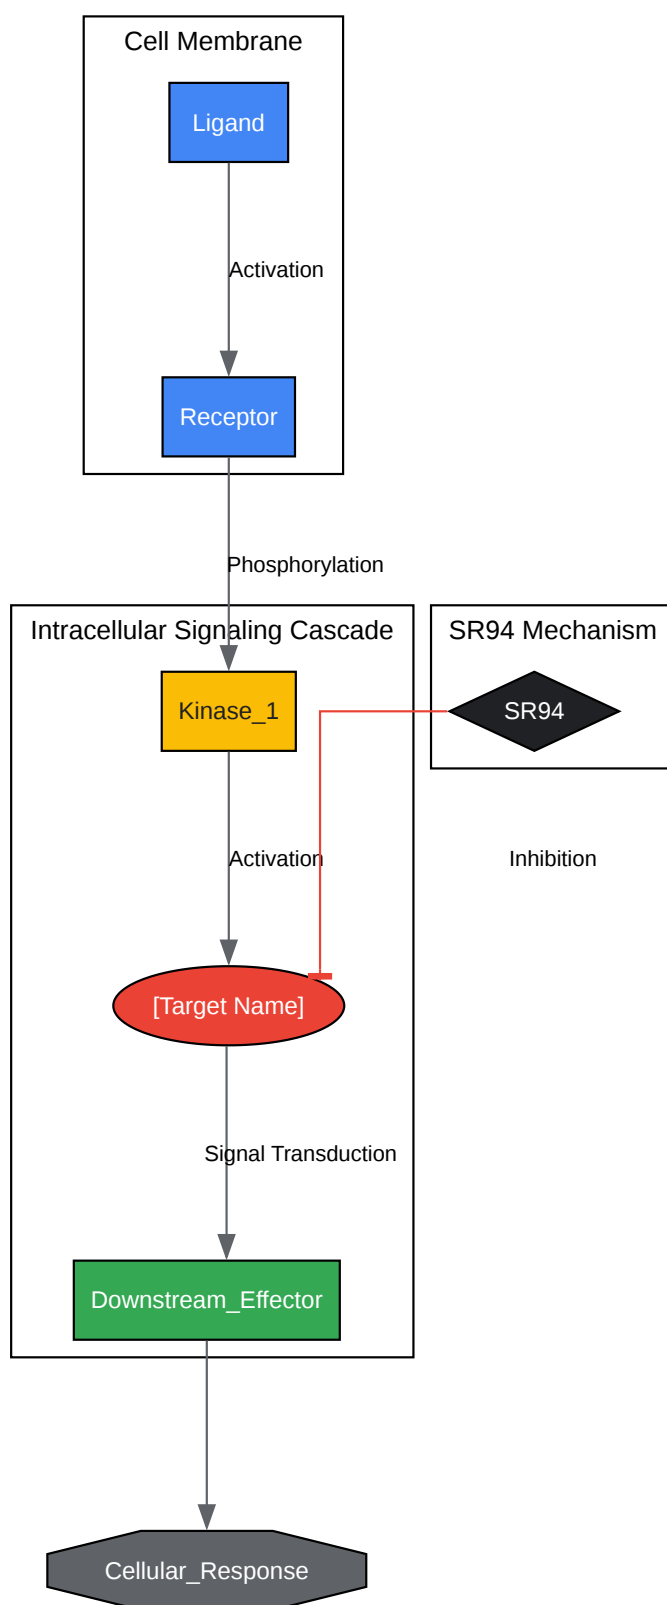 Cell Membrane
Ligand
Activation
Receptor
Phosphorylation
Intracellular Signaling Cascade
SR94 Mechanism
Kinase_1
SR94
Activation
Inhibition
[Target Name]
Signal Transduction
Downstream_Effector
Cellular_Response